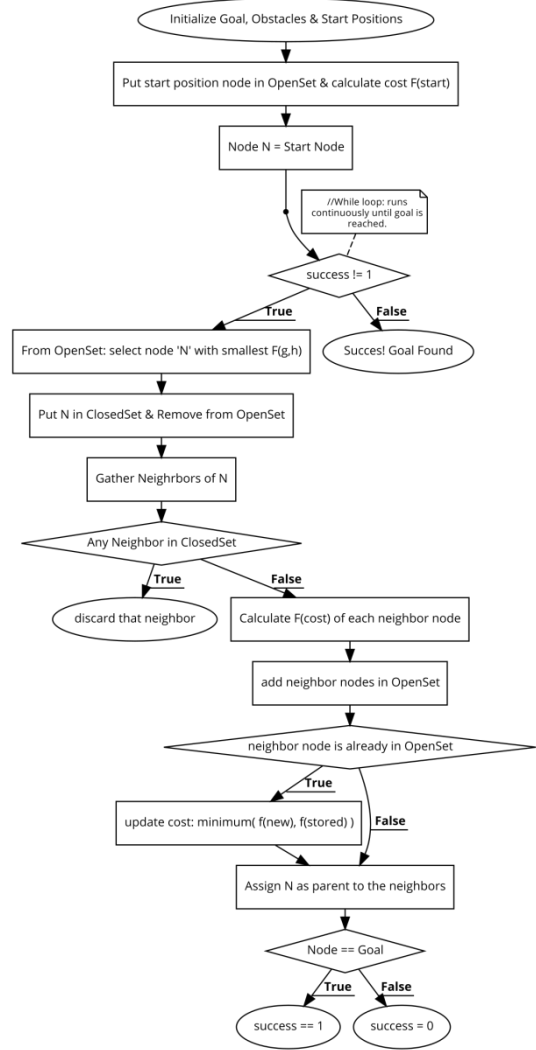 Initialize Goal, Obstacles & Start Positions
Put start position node in OpenSet & calculate cost F(start)
Node N = Start Node
//While loop: runs
continuously until goal is
reached.
success != 1
True
False
From OpenSet: select node 'N' with smallest F(g,h)
Succes! Goal Found
Put N in ClosedSet & Remove from OpenSet
Gather Neighrbors of N
Any Neighbor in ClosedSet
True
False
discard that neighbor
Calculate F(cost) of each neighbor node
add neighbor nodes in OpenSet
neighbor node is already in OpenSet
True
update cost: minimum( f(new), f(stored) )
False
Assign N as parent to the neighbors
Node == Goal
True
False
success == 1
success = 0